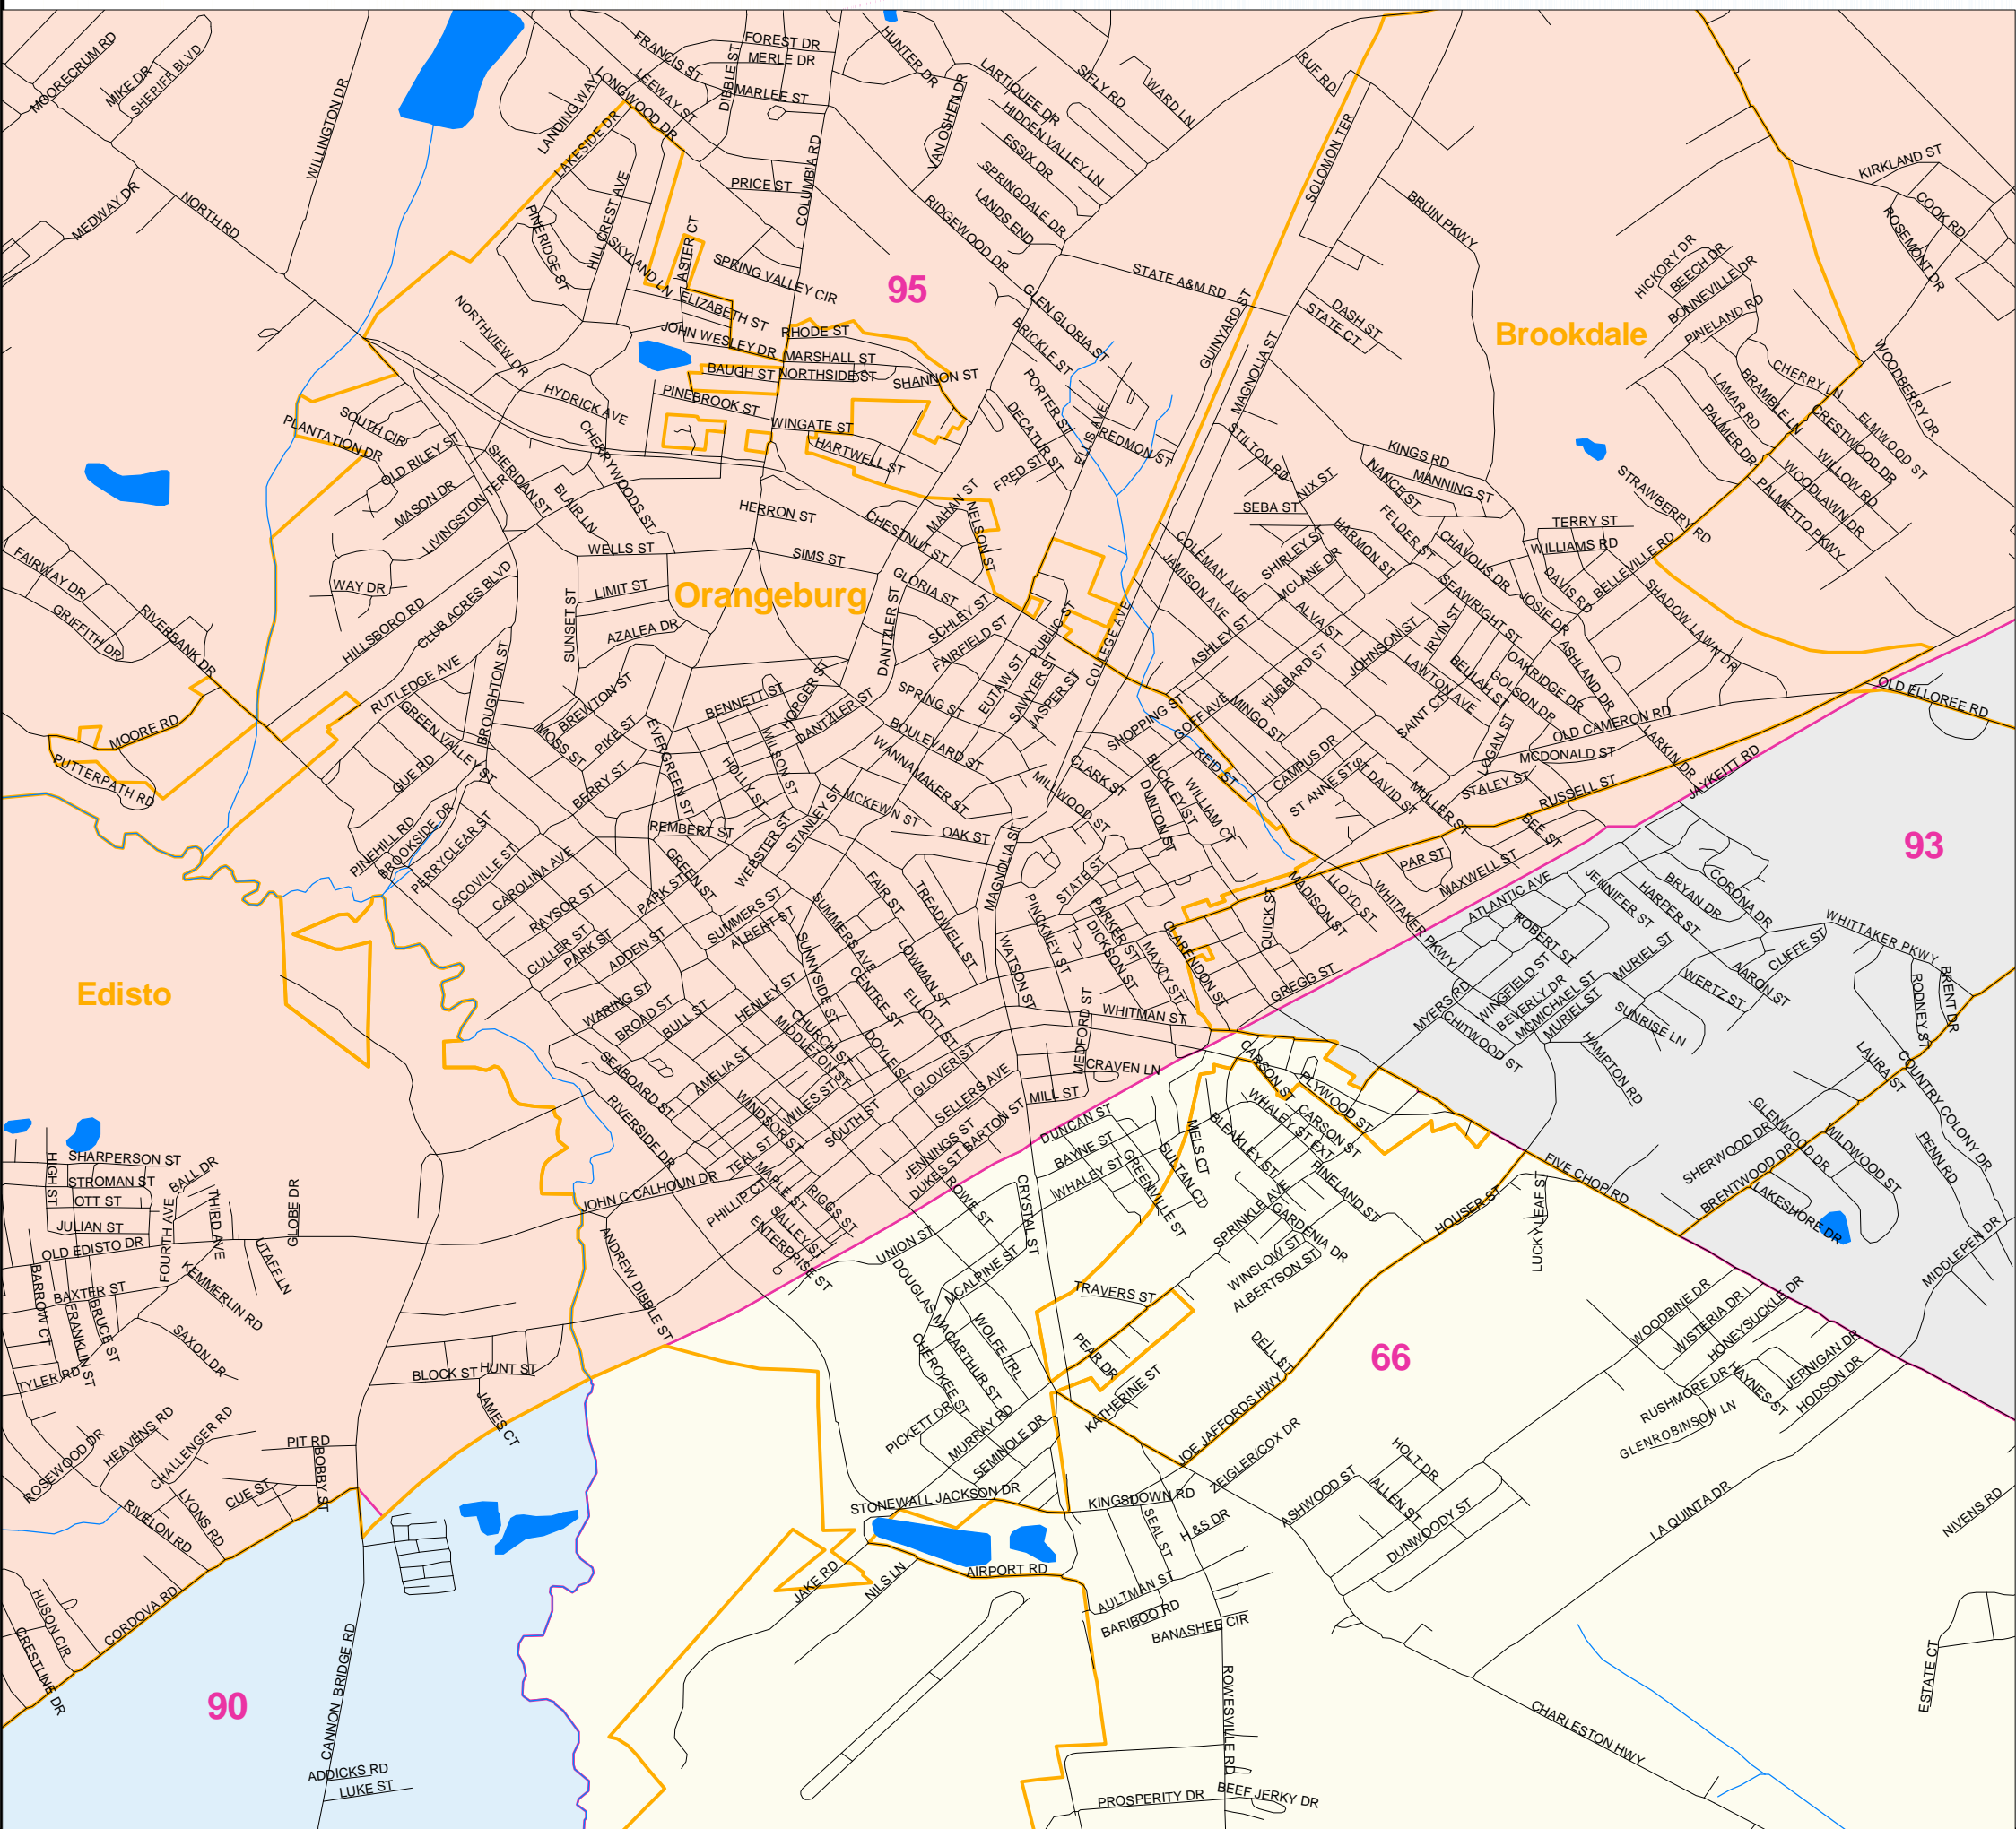 MOORECRUM RD
MIKE DR
SHERIFF BLVD
WILLINGTON DR
MEDWAY DR
NORTH RD
FRANCIS ST
LEEWAY ST
LONGWOOD DR
FOREST DR
MERLE DR
DIBBLE ST
MARLEE ST
LANDING WAY
LAKESIDE DR
HUNTER DR
VAN OSHEN DR
LARTIQUEE DR
HIDDEN VALLEY LN
ESSIX DR
SPRINGDALE DR
LANDS END
SIFLY RD
WARD LN
RUF RD
SOLOMON TER
BRUIN PKWY
KIRKLAND ST
COOK RD
ROSEMONT DR
PRICE ST
COLUMBIA RD
RIDGEWOOD DR
PINERIDGE ST
HILLCREST AVE
SKYLAND LN
ASTER CT
SPRING VALLEY CIR
ELIZABETH ST
95
STATE A&M RD
GUINYARD ST
MAGNOLIA ST
DASH ST
STATE CT
HICKORY DR
BEECH DR
BONNEVILLE DR
PINELAND RD
Brookdale
WOODBERRY DR
NORTHVIEW DR
JOHN WESLEY DR
RHODE ST
MARSHALL ST
BAUGH ST
NORTHSIDE ST
SHANNON ST
GLEN GLORIA ST
BRICKLE ST
PORTER ST
DECATUR ST
ELLIS AVE
REDMON ST
FRED ST
CHERRY LN
BRAMBLE LN
LAMAR RD
PALMER DR
CRESTWOOD DR
ELMWOOD ST
WILLOW RD
WOODLAWN DR
PALMETTO PKWY
HYDRICK AVE
PINEBROOK ST
WINGATE ST
HARTWELL ST
SOUTH CIR
PLANTATION DR
OLD RILEY ST
CHERRYWOODS ST
SHERIDAN ST
BLAIR LN
MASON DR
LIVINGSTON TER
STILTON RD
NIX ST
SEBA ST
KINGS RD
MANNING ST
NANCE ST
FELDER ST
STRAWBERRY RD
HERRON ST
CHESTNUT ST
MAHAN ST
NELSON ST
WELLS ST
SIMS ST
LIMIT ST
Orangeburg
GLORIA ST
SCHLEY ST
FAIRFIELD ST
DANTZLER ST
AZALEA DR
SUNSET ST
WAY DR
HILLSBORO RD
CLUB ACRES BLVD
FAIRWAY DR
GRIFFITH DR
RIVERBANK DR
COLEMAN AVE
JAMISON AVE
SHIRLEY ST
MCLANE DR
HARMON ST
CHAVOUS DR
TERRY ST
WILLIAMS RD
DAVIS RD
BELLEVILLE RD
SHADOW LAWN DR
SEAWRIGHT ST
JOSIE DR
ALVA ST
ASHLEY ST
JOHNSON ST
IRVIN ST
HUBBARD ST
LAWTON AVE
BEULAH ST
OAKRIDGE DR
GOLSON DR
ASHLAND DR
SAINT CT
LOGAN ST
OLD CAMERON RD
MCDONALD ST
LARKIN DR
OLD ELLOREE RD
PUBLIC ST
COLLEGE AVE
EUTAW ST
SAWYER ST
JASPER ST
RUTLEDGE AVE
BROUGHTON ST
GREEN VALLEY ST
MOORE RD
PUTTERPATH RD
GUE RD
MOSS ST
BREWTON ST
PIKE ST
BERRY ST
EVERGREEN ST
BENNETT ST
HORGER ST
DANTZLER ST
WILSON ST
HOLLY ST
SPRING ST
BOULEVARD ST
WANNAMAKER ST
MCKEWN ST
OAK ST
STANLEY ST
WEBSTER ST
REMBERT ST
GREEN ST
MILLWOOD ST
CLARK ST
SHOPPING ST
GOFF AVE
MINGO ST
REID ST
BUCKLEY ST
DUNTON ST
WILLIAM CT
CAMPUS DR
ST ANNE ST
ST DAVID ST
MULLER ST
STALEY ST
RUSSELL ST
BEE ST
JAYKEITT RD
93
PAR ST
MAXWELL ST
PINEHILL RD
BROOKSIDE DR
PERRYCLEAR ST
SCOVILLE ST
CAROLINA AVE
RAYSOR ST
CULLER ST
PARK ST
PARK ST
ADDEN ST
SUMMERS ST
ALBERT ST
SUMMERS AVE
SUNNYSIDE ST
FAIR ST
TREADWELL ST
LOWMAN ST
CENTRE ST
ELLIOTT ST
MAGNOLIA ST
STATE ST
PINCKNEY ST
WATSON ST
PARKER ST
DICKSON ST
MAXCY ST
CLARENDON ST
QUICK ST
MADISON ST
LLOYD ST
WHITAKER PKWY
GREGG ST
ATLANTIC AVE
ROBERT ST
JENNIFER ST
HARPER ST
BRYAN DR
CORONA DR
WHITTAKER PKWY
CLIFFE ST
AARON ST
WERTZ ST
MURIEL ST
WINGFIELD ST
BEVERLY DR
MCMICHAEL ST
MURIEL ST
SUNRISE LN
MYERS RD
CHITWOOD ST
HAMPTON RD
BRENT DR
RODNEY ST
LAURA ST
COUNTRY COLONY DR
Edisto
WARING ST
BROAD ST
BULL ST
HENLEY ST
CHURCH ST
MIDDLETON ST
DOYLE ST
GLOVER ST
WHITMAN ST
MEDFORD ST
CRAVEN LN
MILL ST
SEABOARD ST
AMELIA ST
WINDSOR ST
WILES ST
SOUTH ST
SELLERS AVE
JENNINGS ST
BARTON ST
DUKES ST
RIVERSIDE DR
JOHN C CALHOUN DR
TEAL ST
MAPLE ST
PHILLIP CT
RIGGS ST
SALLEY ST
ENTERPRISE ST
ANDREW DIBBLE ST
ROWE ST
UNION ST
CRYSTAL ST
DUNCAN ST
BAYNE ST
WHALEY ST
GRENVILLE ST
SULTAN CD
MELS CT
CARSON ST
PLYWOOD ST
CARSON ST
WHALEY ST EXT
BLEAKLEY ST
PINELAND ST
SPRINKLE AVE
GARDENIA DR
WINSLOW ST
ALBERTSON ST
HOUSER ST
FIVE CHOP RD
LUCKYLEAF ST
GLENWOOD DR
SHERWOOD DR
WILDWOOD ST
BRENTWOOD DR
LAKESHORE DR
PENN RD
MIDDLEPEN DR
HIGH ST
SHARPERSON ST
STROMAN ST
OTT ST
BALL DR
JULIAN ST
OLD EDISTO DR
FOURTH AVE
THIRD AVE
GLOBE DR
UTAFF LN
KEMMERLIN RD
BARROW CT
BAXTER ST
BRUCE ST
FRANKLIN ST
SAXON DR
TYLER RD
BLOCK ST
HUNT ST
JAMES CT
ROSEWOOD DR
HEAVENS RD
CHALLENGER RD
PIT RD
BOBBY ST
CUE ST
LYONS RD
RIVELON RD
CORDOVA RD
HUSON CIR
CRESTLINE DR
90
CANNON BRIDGE RD
ADDICKS RD
LUKE ST
MCALPINE ST
DOUGLAS MACARTHUR ST
WOLFE TRL
CHEROKEE ST
PICKETT DR
MURRAY RD
SEMINOLE DR
TRAVERS ST
PEAR DR
KATHERINE ST
DELL ST
66
JOE JAFFORDS HWY
ZEIGLER/COX DR
STONEWALL JACKSON DR
KINGSDOWN RD
SEAL ST
H &S DR
JAKE RD
NILS LN
AIRPORT RD
AULTMAN ST
BARIBOO RD
BANASHEE CIR
ROWESVILLE RD
PROSPERITY DR
BEEF JERKY DR
HOLT DR
ASHWOOD ST
ALLEN ST
DUNWOODY ST
WOODBINE DR
WISTERIA DR
HONEYSUCKLE DR
RUSHMORE DR
HAYNES ST
JERNIGAN DR
HODSON DR
GLENROBINSON LN
LA QUINTA DR
NIVENS RD
ESTATE CT
CHARLESTON HWY